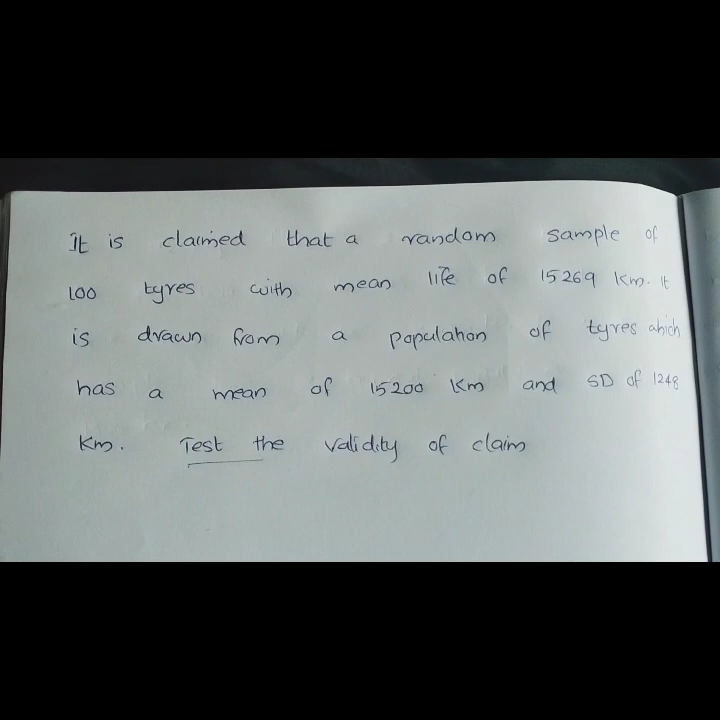 It is claimed that a random sample of
100 tyres with mean life of 15269 Km. It
is drawn from a population of tyres which
has a mean of 15200 Km and SD of 1248
Km. Test the validity of claim